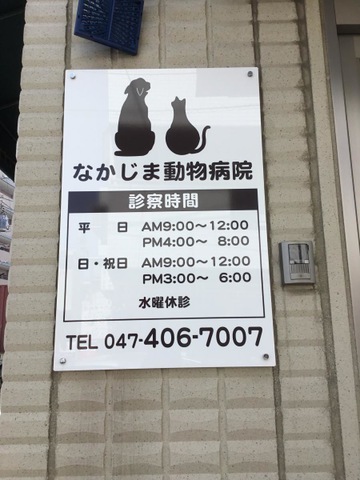 なかじま動物病院
診察時間
平 日 AM9:00～12:00
PM4:00～ 8:00
日・祝日 AM9:00～12:00
PM3:00～ 6:00
水曜休診
TEL 047-406-7007